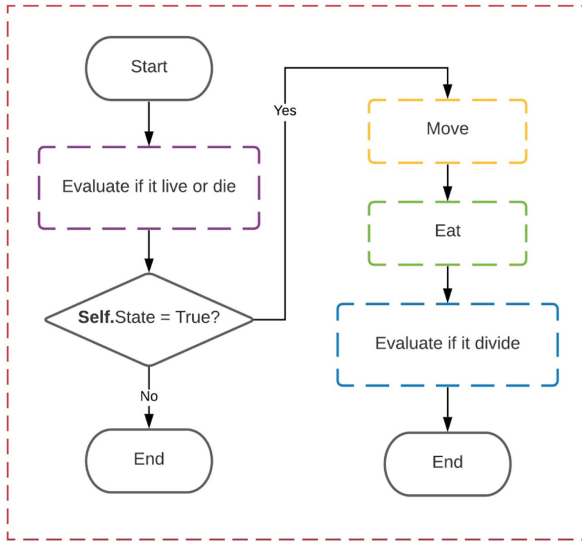 Start
Evaluate if it live or die
Self.State = True?
No
End
Yes
Move
Eat
Evaluate if it divide
End